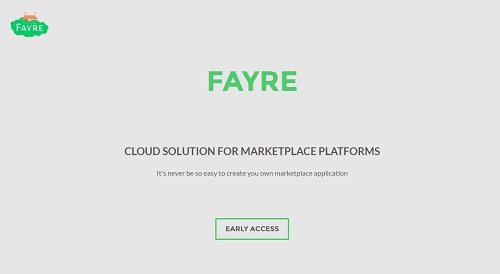 FAYRE
FAYRE
CLOUD SOLUTION FOR MARKETPLACE PLATFORMS
It's never be so easy to create you own marketplace application
EARLY ACCESS